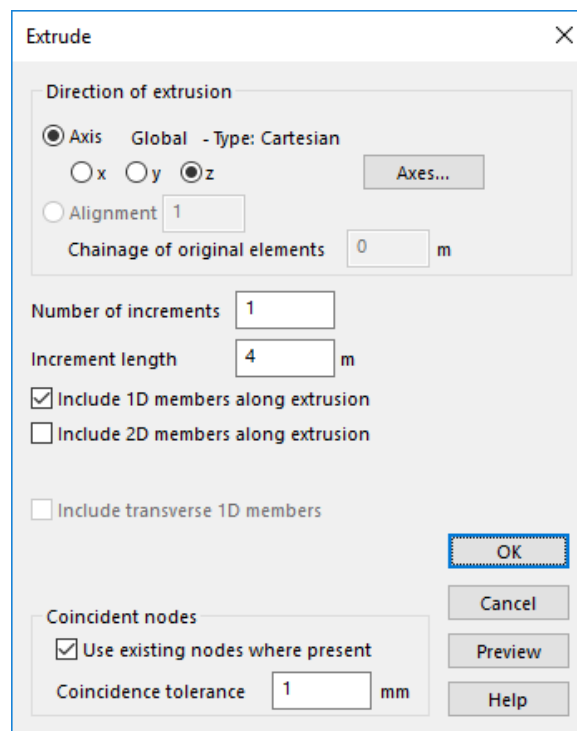 Extrude
Direction of extrusion
Axis Global - Type: Cartesian
x y z Axes...
Alignment 1
Chainage of original elements 0 m
Number of increments 1
Increment length 4 m
Include 1D members along extrusion
Include 2D members along extrusion
Include transverse 1D members
OK
Cancel
Coincident nodes
Use existing nodes where present
Preview
Coincidence tolerance 1 mm
Help